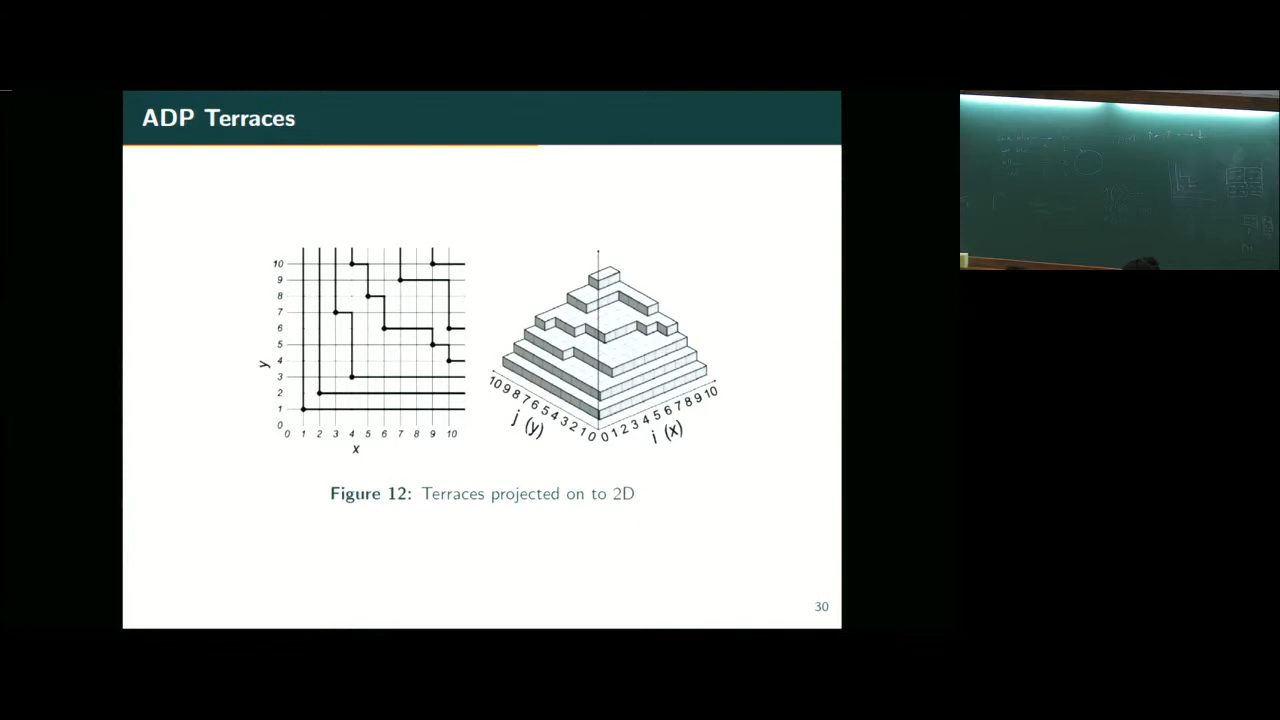 ADP Terraces
10
9
8
7
6
5
4
3
2
1
0
y
0 1 2 3 4 5 6 7 8 9 10
x
10 9 8 7 6 5 4 3 2 1 0
j (y)
0 1 2 3 4 5 6 7 8 9 10
i (x)
Figure 12: Terraces projected on to 2D
30